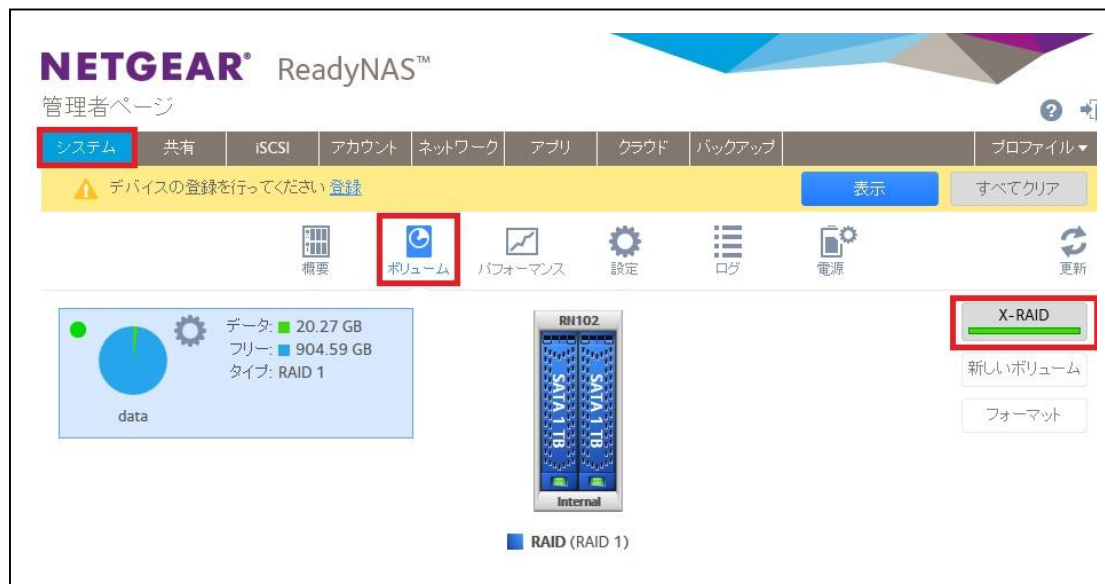 NETGEAR® ReadyNAS™
管理者ページ
システム 共有 iSCSI アカウント ネットワーク アプリ クラウド バックアップ プロファイル▼
デバイスの登録を行ってください 登録 表示 すべてクリア
概要 ボリューム パフォーマンス 設定 ログ 電源 更新
データ: 20.27 GB
フリー: 904.59 GB
タイプ: RAID 1
data
RN102
SATA 1 TB SATA 1 TB
Internal
RAID (RAID 1)
X-RAID
新しいボリューム
フォーマット